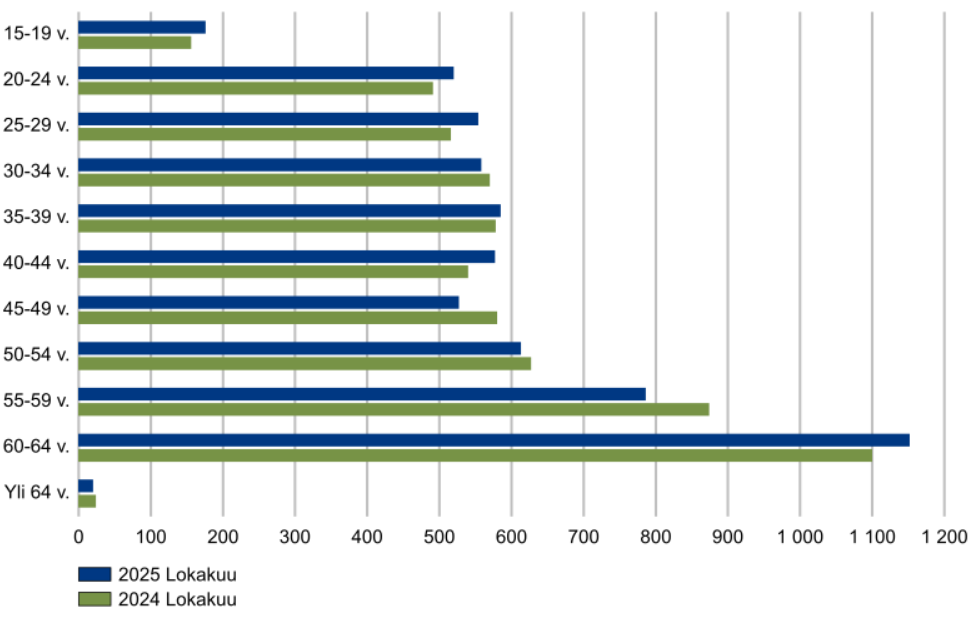 15-19 v.
20-24 v.
25-29 v.
30-34 v.
35-39 v.
40-44 v.
45-49 v.
50-54 v.
55-59 v.
60-64 v.
Yli 64 v.
0 100 200 300 400 500 600 700 800 900 1 000 1 100 1 200
2025 Lokakuu
2024 Lokakuu